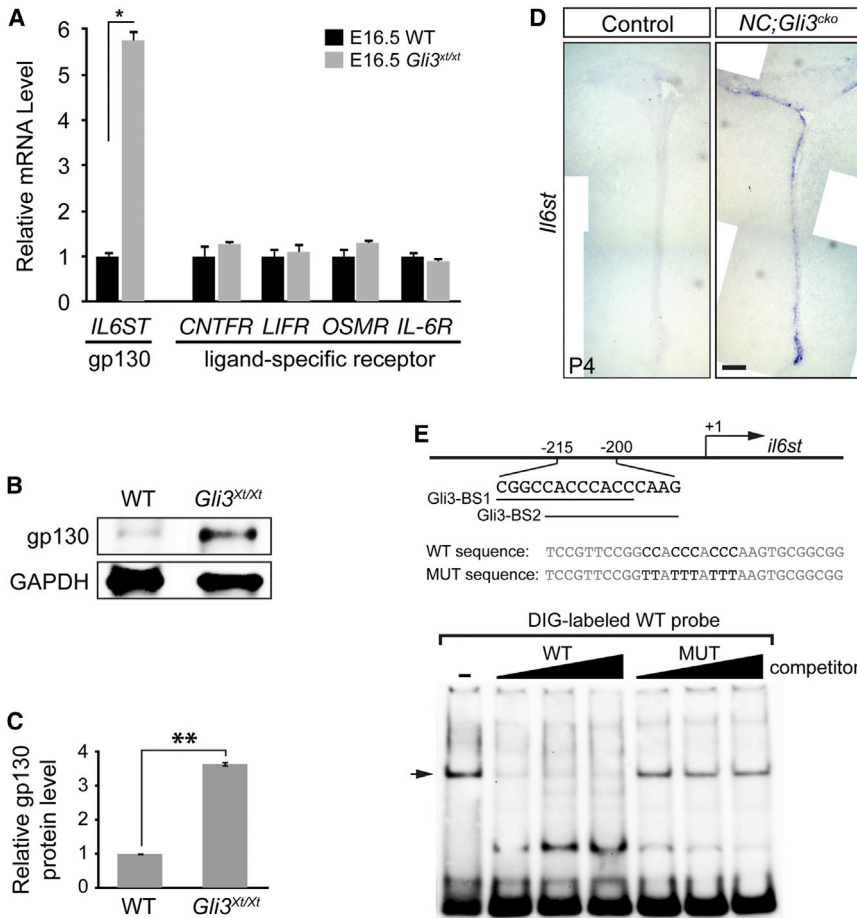 A
Relative mRNA Level
6
5
4
3
2
1
0
*
E16.5 WT
E16.5 Gli3xt/xt
IL6ST
CNTFR LIFR OSMR IL-6R
gp130
ligand-specific receptor
D
Control
NC;Gli3cko
Il6st
P4
B
WT
Gli3Xt/Xt
gp130
GAPDH
C
Relative gp130
protein level
4
3
2
1
0
**
WT
Gli3Xt/Xt
E
-215
-200
+1
il6st
CGGCCACCCACCCAAG
Gli3-BS1
Gli3-BS2
WT sequence: TCCGTTCCGGCCACCCACCCAAGTGCGGCGG
MUT sequence: TCCGTTCCGGTTATTTATTTAAGTGCGGCGG
DIG-labeled WT probe
-
WT
MUT
competitor